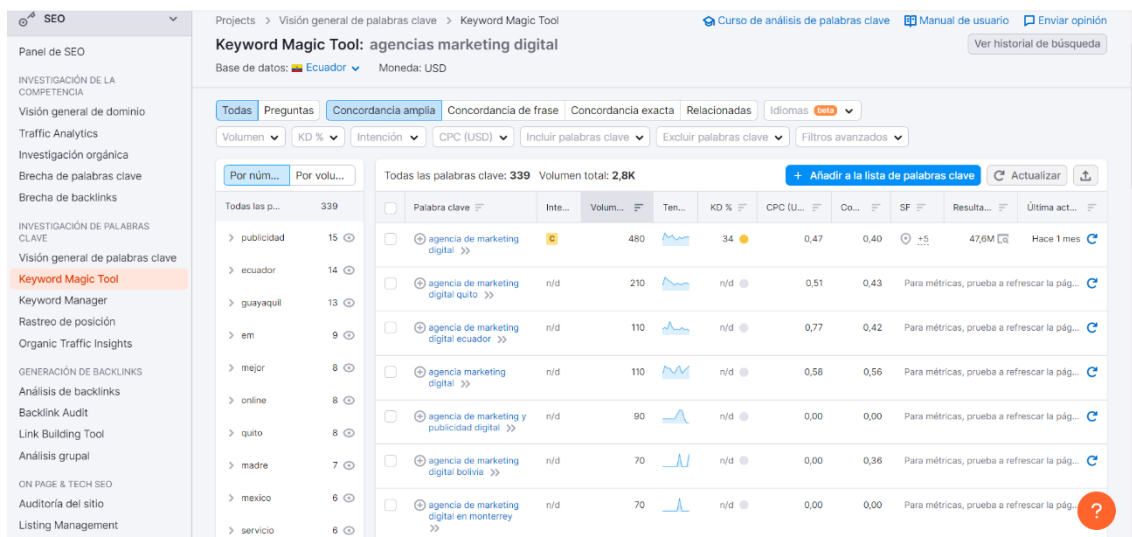 SEO
Projects > Visión general de palabras clave > Keyword Magic Tool
Curso de análisis de palabras clave Manual de usuario Enviar opinión
Keyword Magic Tool: agencias marketing digital
Ver historial de búsqueda
Base de datos: Ecuador Moneda: USD
Panel de SEO
INVESTIGACIÓN DE LA
COMPETENCIA
Visión general de dominio
Traffic Analytics
Investigación orgánica
Brecha de palabras clave
Brecha de backlinks
INVESTIGACIÓN DE PALABRAS
CLAVE
Visión general de palabras clave
Keyword Magic Tool
Keyword Manager
Rastreo de posición
Organic Traffic Insights
GENERACIÓN DE BACKLINKS
Análisis de backlinks
Backlink Audit
Link Building Tool
Análisis grupal
ON PAGE & TECH SEO
Auditoría del sitio
Listing Management
Todas Preguntas Concordancia amplia Concordancia de frase Concordancia exacta Relacionadas Idiomas beta
Volumen KD % Intención CPC (USD) Incluir palabras clave Excluir palabras clave Filtros avanzados
Por núm... Por volu...
Todas las p... 339
publicidad 15
ecuador 14
guayaquil 13
em 9
mejor 8
online 8
quito 8
madre 7
mexico 6
servicio 6
Todas las palabras clave: 339 Volumen total: 2,8K
+ Añadir a la lista de palabras clave Actualizar
Palabra clave Inte... Volum... Ten... KD % CPC (U... Co... SF Resulta... Última act...
agencia de marketing
digital >> C 480 34 0,47 0,40 +5 47,6M Hace 1 mes
agencia de marketing
digital quito >> n/d 210 n/d 0,51 0,43 Para métricas, prueba a refrescar la pág...
agencia de marketing
digital ecuador >> n/d 110 n/d 0,77 0,42 Para métricas, prueba a refrescar la pág...
agencia marketing
digital >> n/d 110 n/d 0,58 0,56 Para métricas, prueba a refrescar la pág...
agencia de marketing y
publicidad digital >> n/d 90 n/d 0,00 0,00 Para métricas, prueba a refrescar la pág...
agencia de marketing
digital bolivia >> n/d 70 n/d 0,00 0,36 Para métricas, prueba a refrescar la pág...
agencia de marketing
digital en monterrey
>> n/d 70 n/d 0,00 0,00 Para métricas, prueba a refrescar la pág...
?